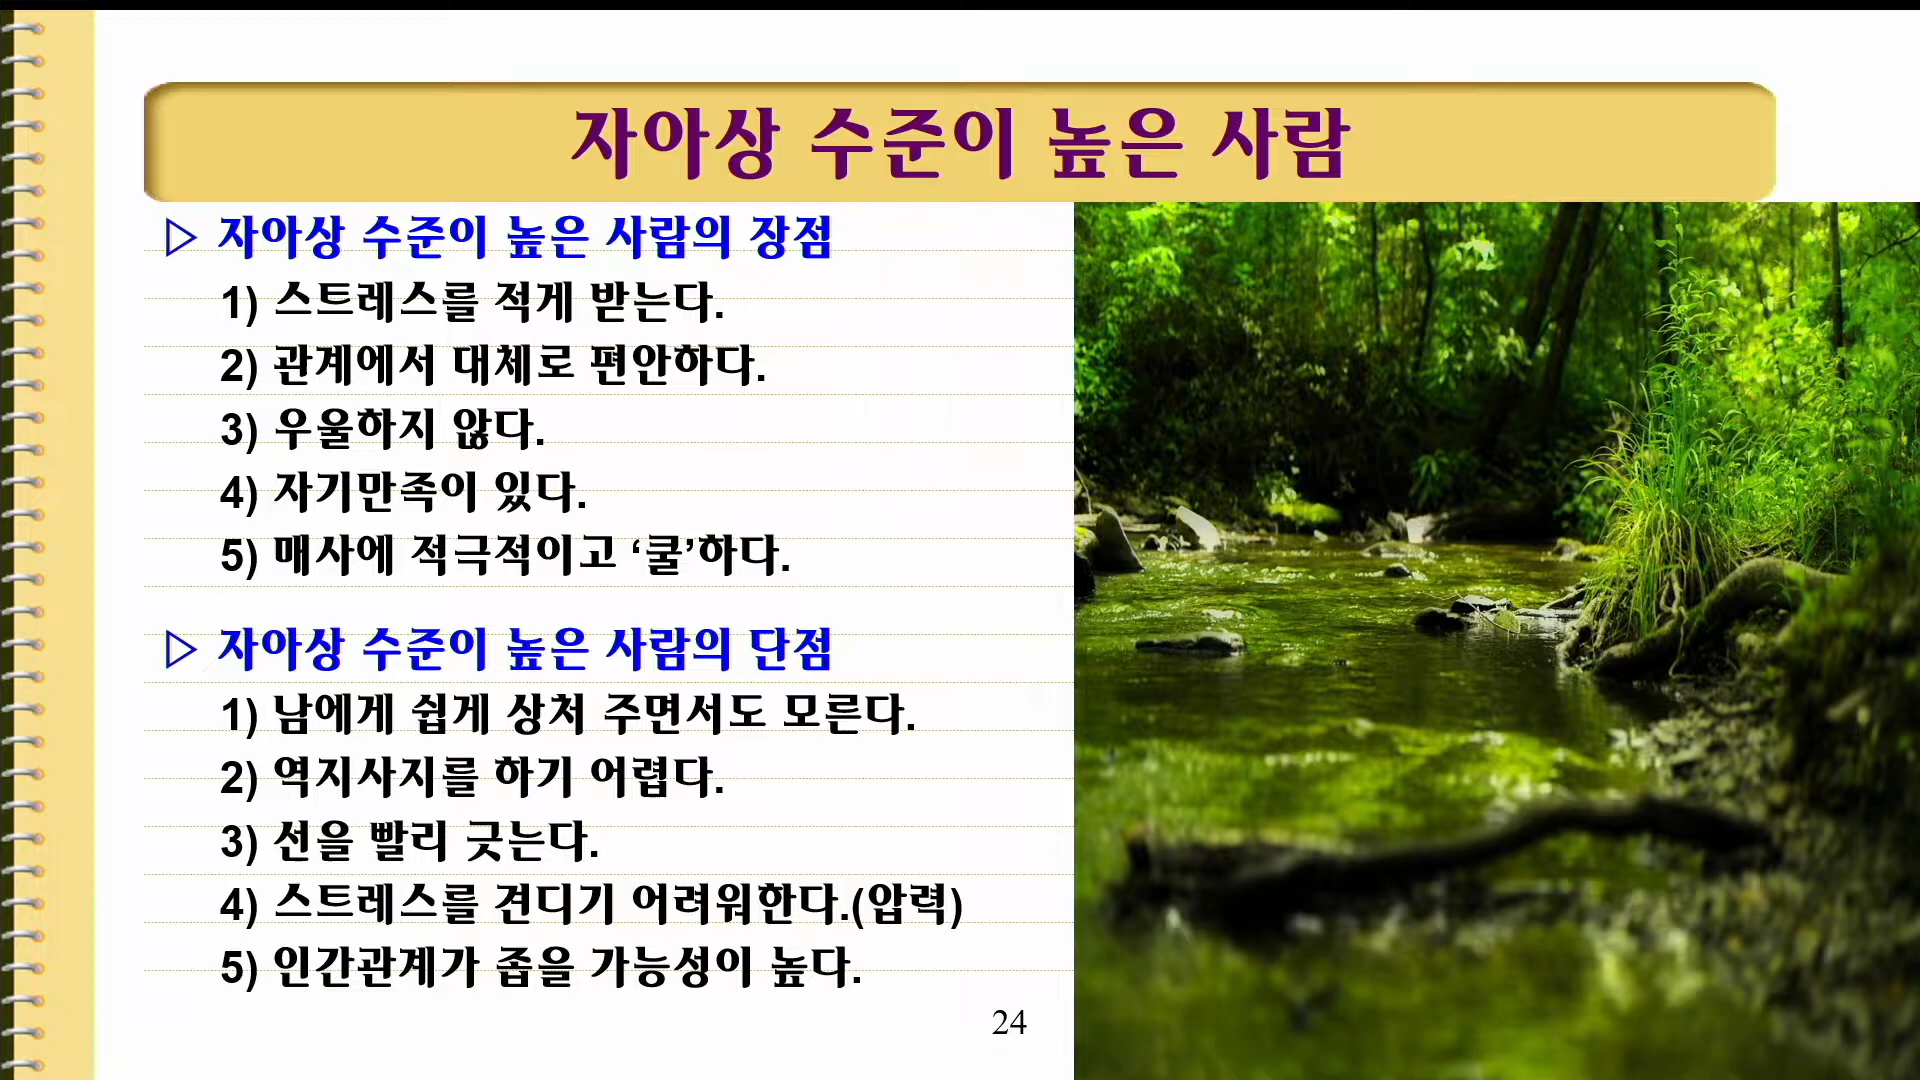 자아상 수준이 높은 사람
▷ 자아상 수준이 높은 사람의 장점
1) 스트레스를 적게 받는다.
2) 관계에서 대체로 편안하다.
3) 우울하지 않다.
4) 자기만족이 있다.
5) 매사에 적극적이고 ‘쿨’하다.
▷ 자아상 수준이 높은 사람의 단점
1) 남에게 쉽게 상처 주면서도 모른다.
2) 역지사지를 하기 어렵다.
3) 선을 빨리 긋는다.
4) 스트레스를 견디기 어려워한다.(압력)
5) 인간관계가 좁을 가능성이 높다.
24